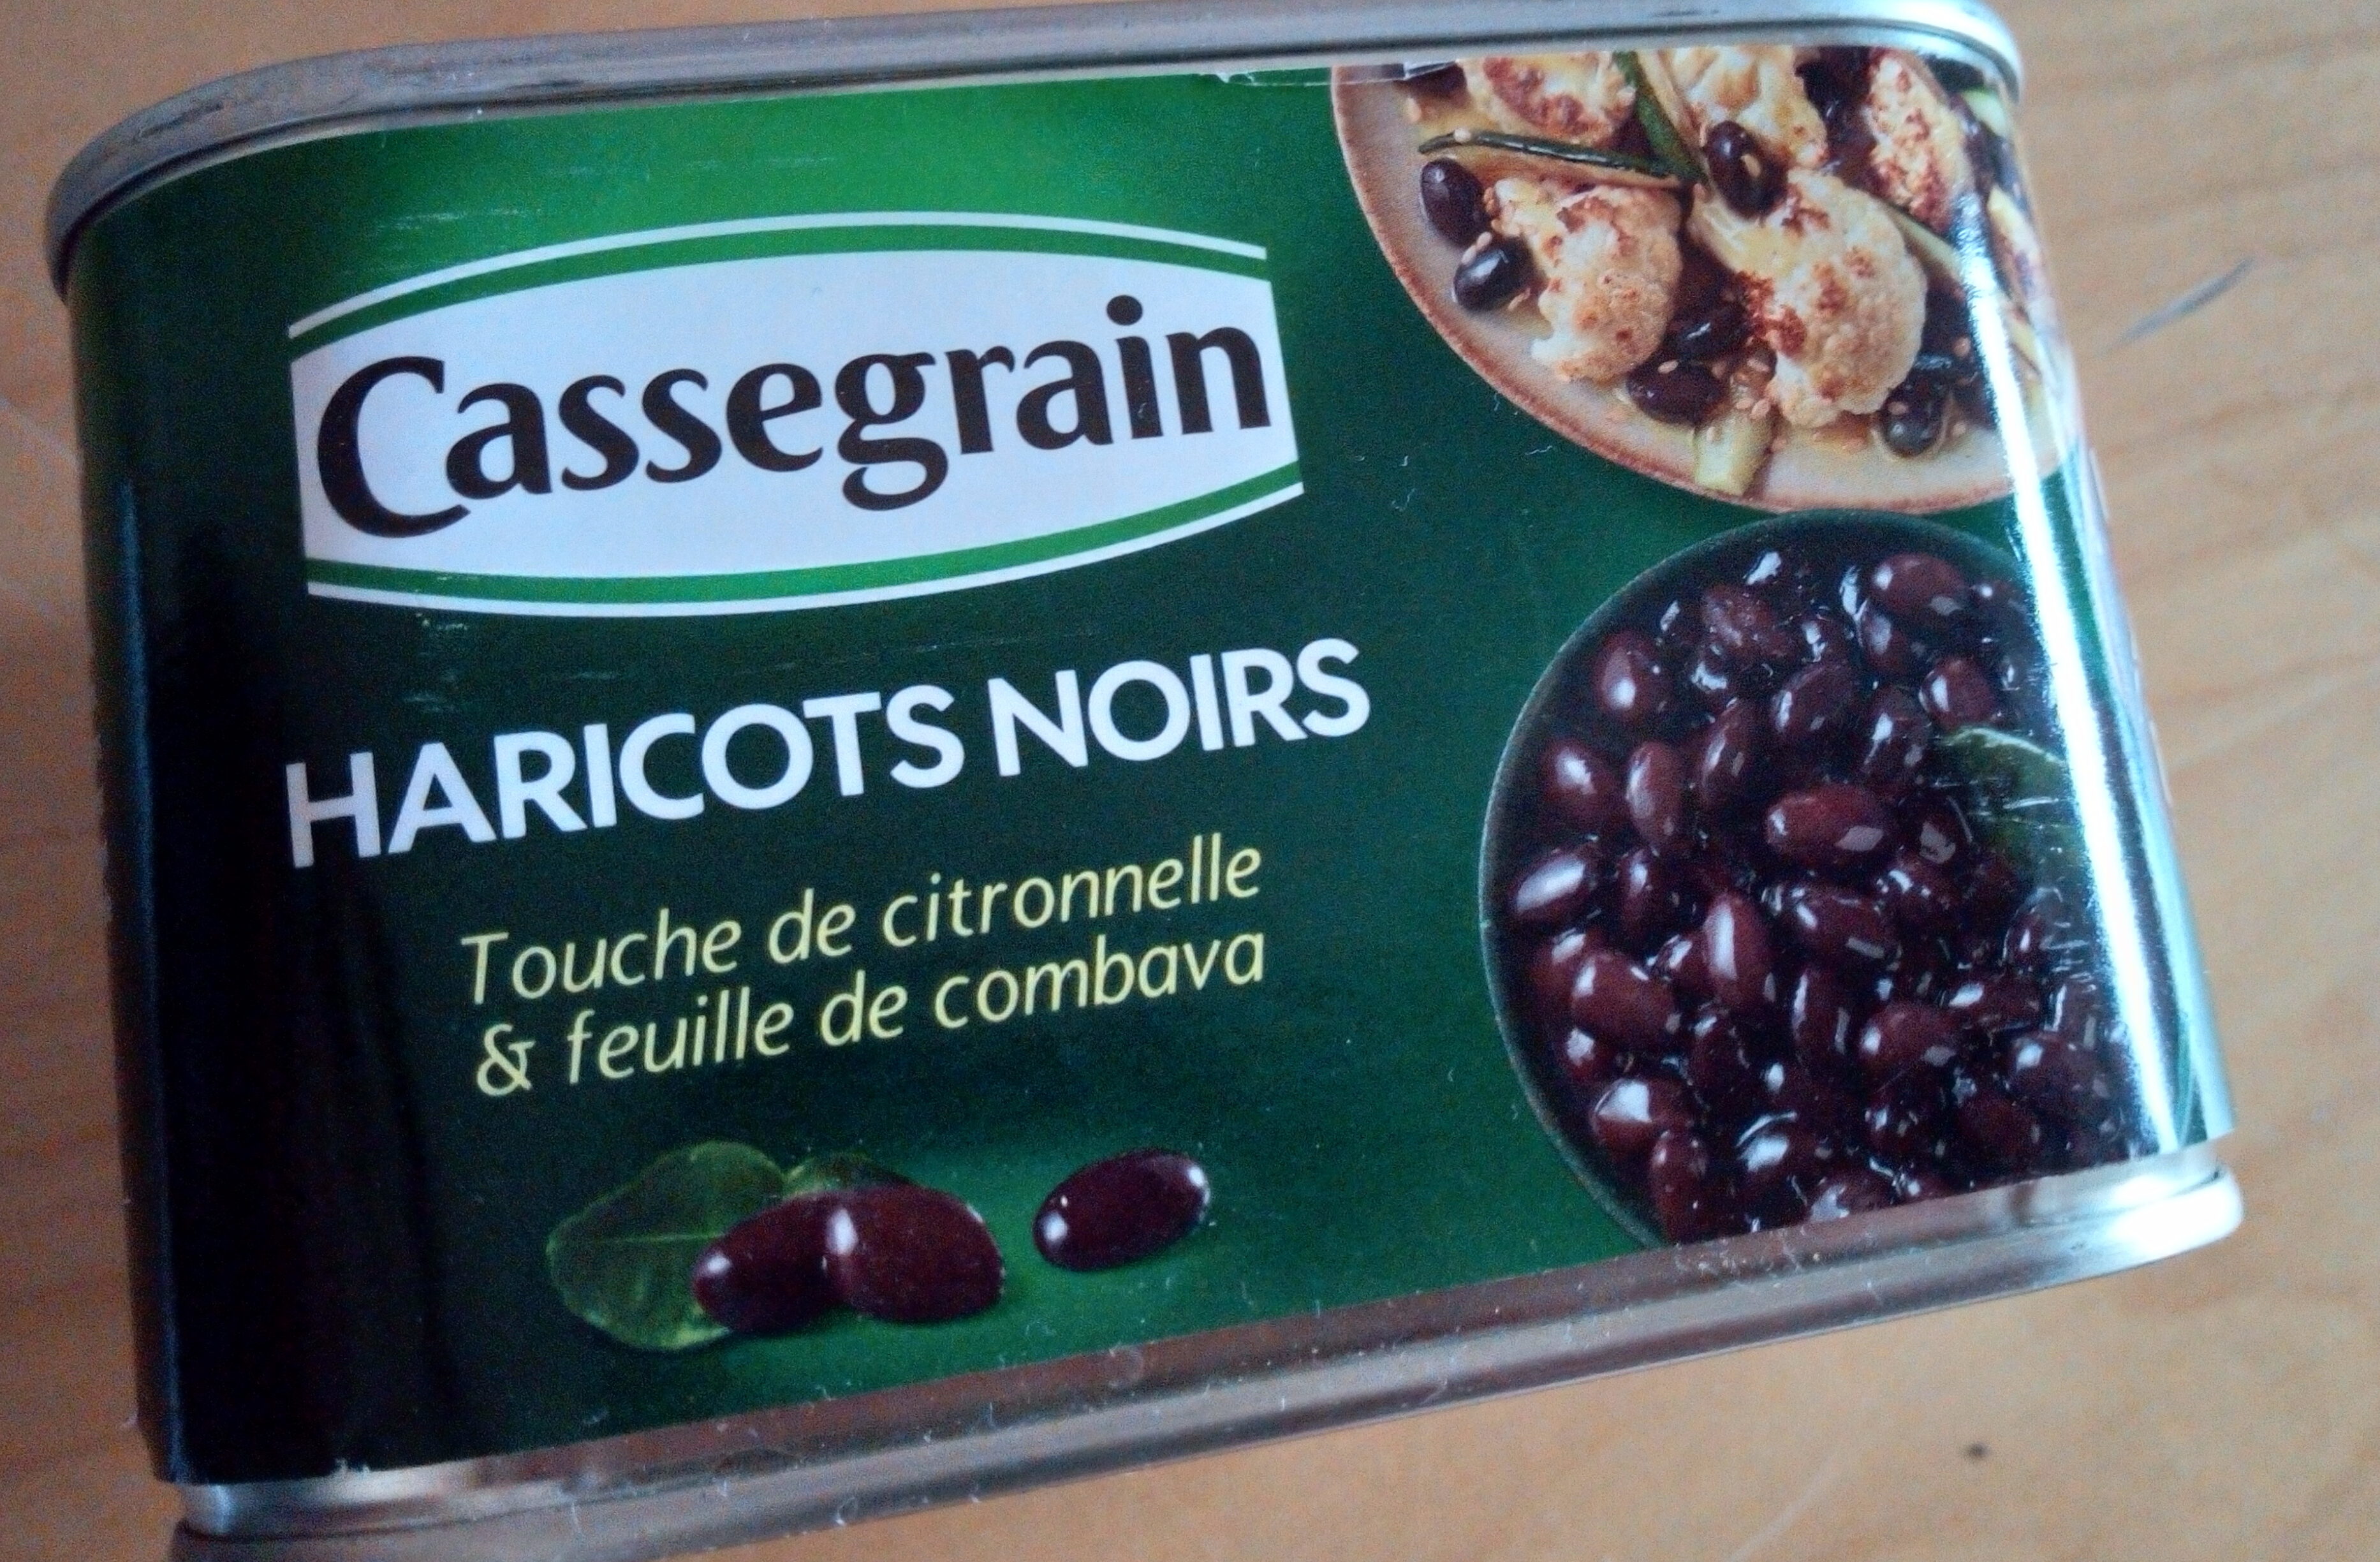 Cassegrain
HARICOTS NOIRS
Touche de citronnelle
& feuille de combava